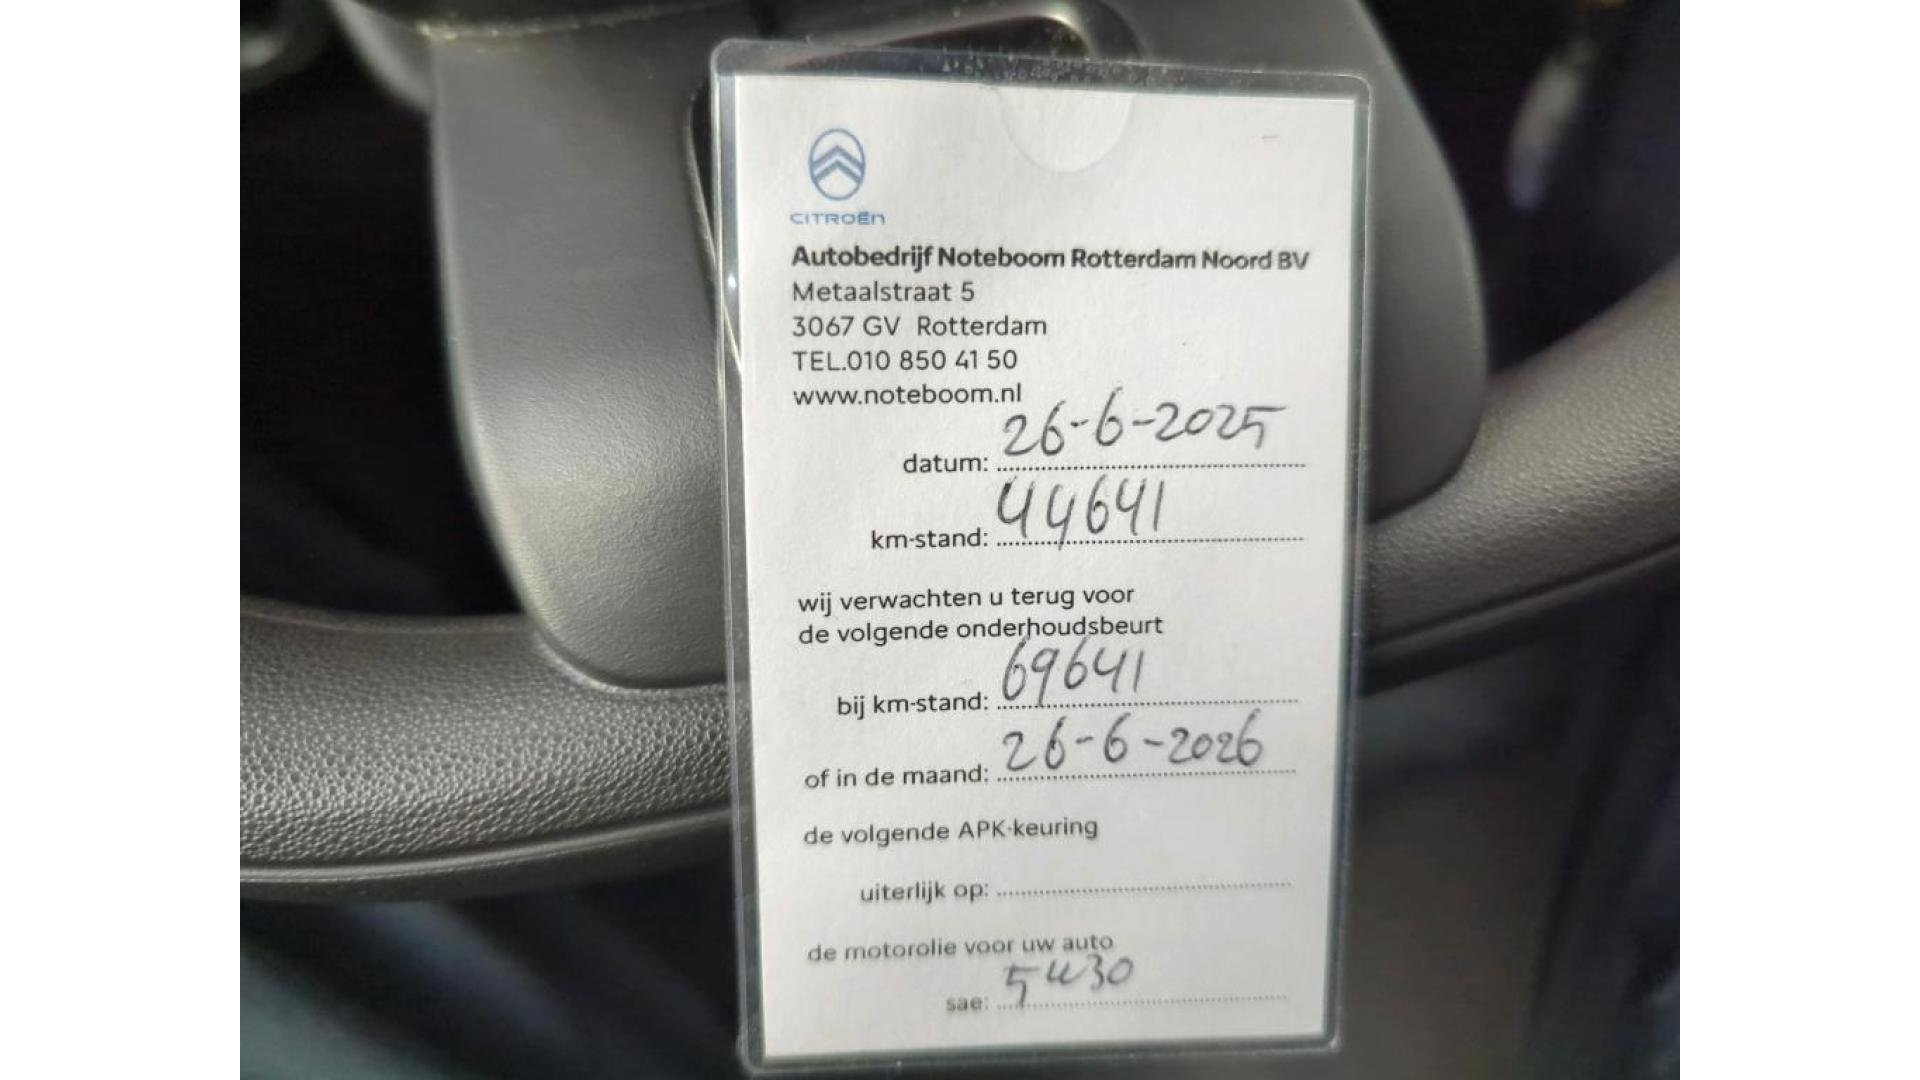 CITROËN
Autobedrijf Noteboom Rotterdam Noord BV
Metaalstraat 5
3067 GV Rotterdam
TEL.010 850 41 50
www.noteboom.nl
datum: 26-6-2025
km-stand: 44641
wij verwachten u terug voor
de volgende onderhoudsbeurt
bij km-stand: 69641
of in de maand: 26-6-2026
de volgende APK-keuring
uiterlijk op:
de motorolie voor uw auto
sae: 5W30